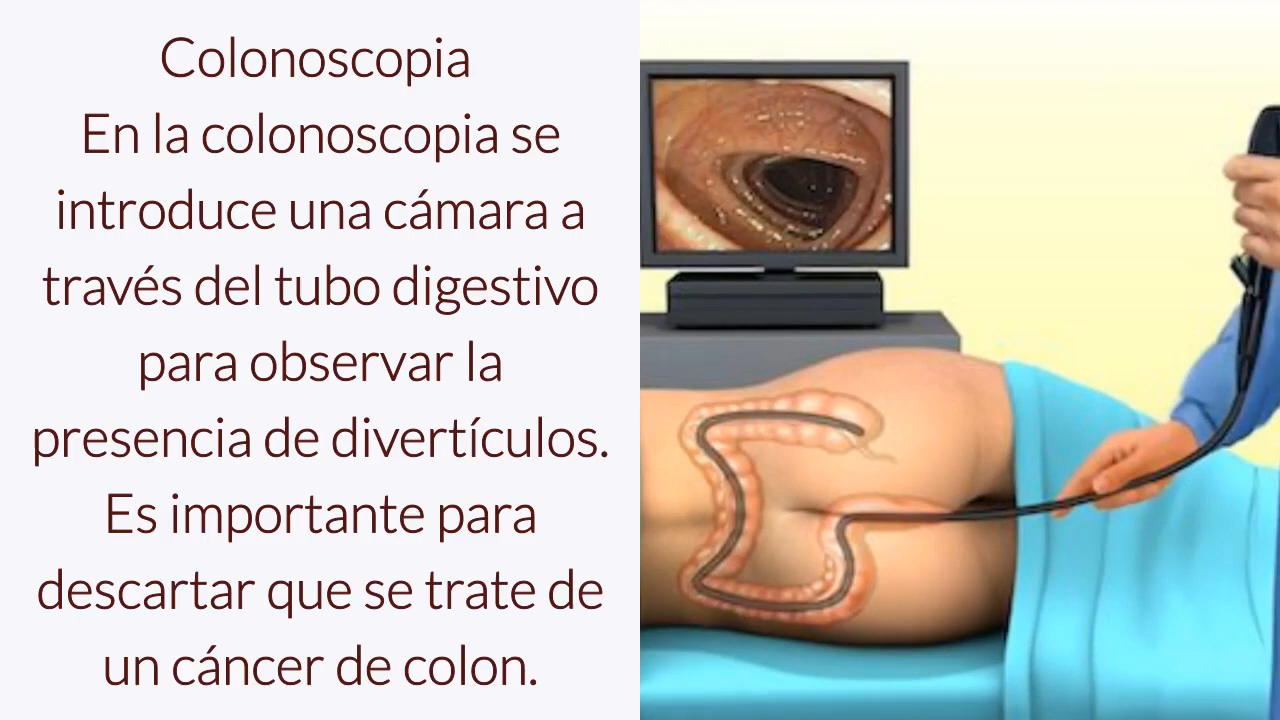 Colonoscopia
En la colonoscopia se
introduce una cámara a
través del tubo digestivo
para observar la
presencia de divertículos.
Es importante para
descartar que se trate de
un cáncer de colon.